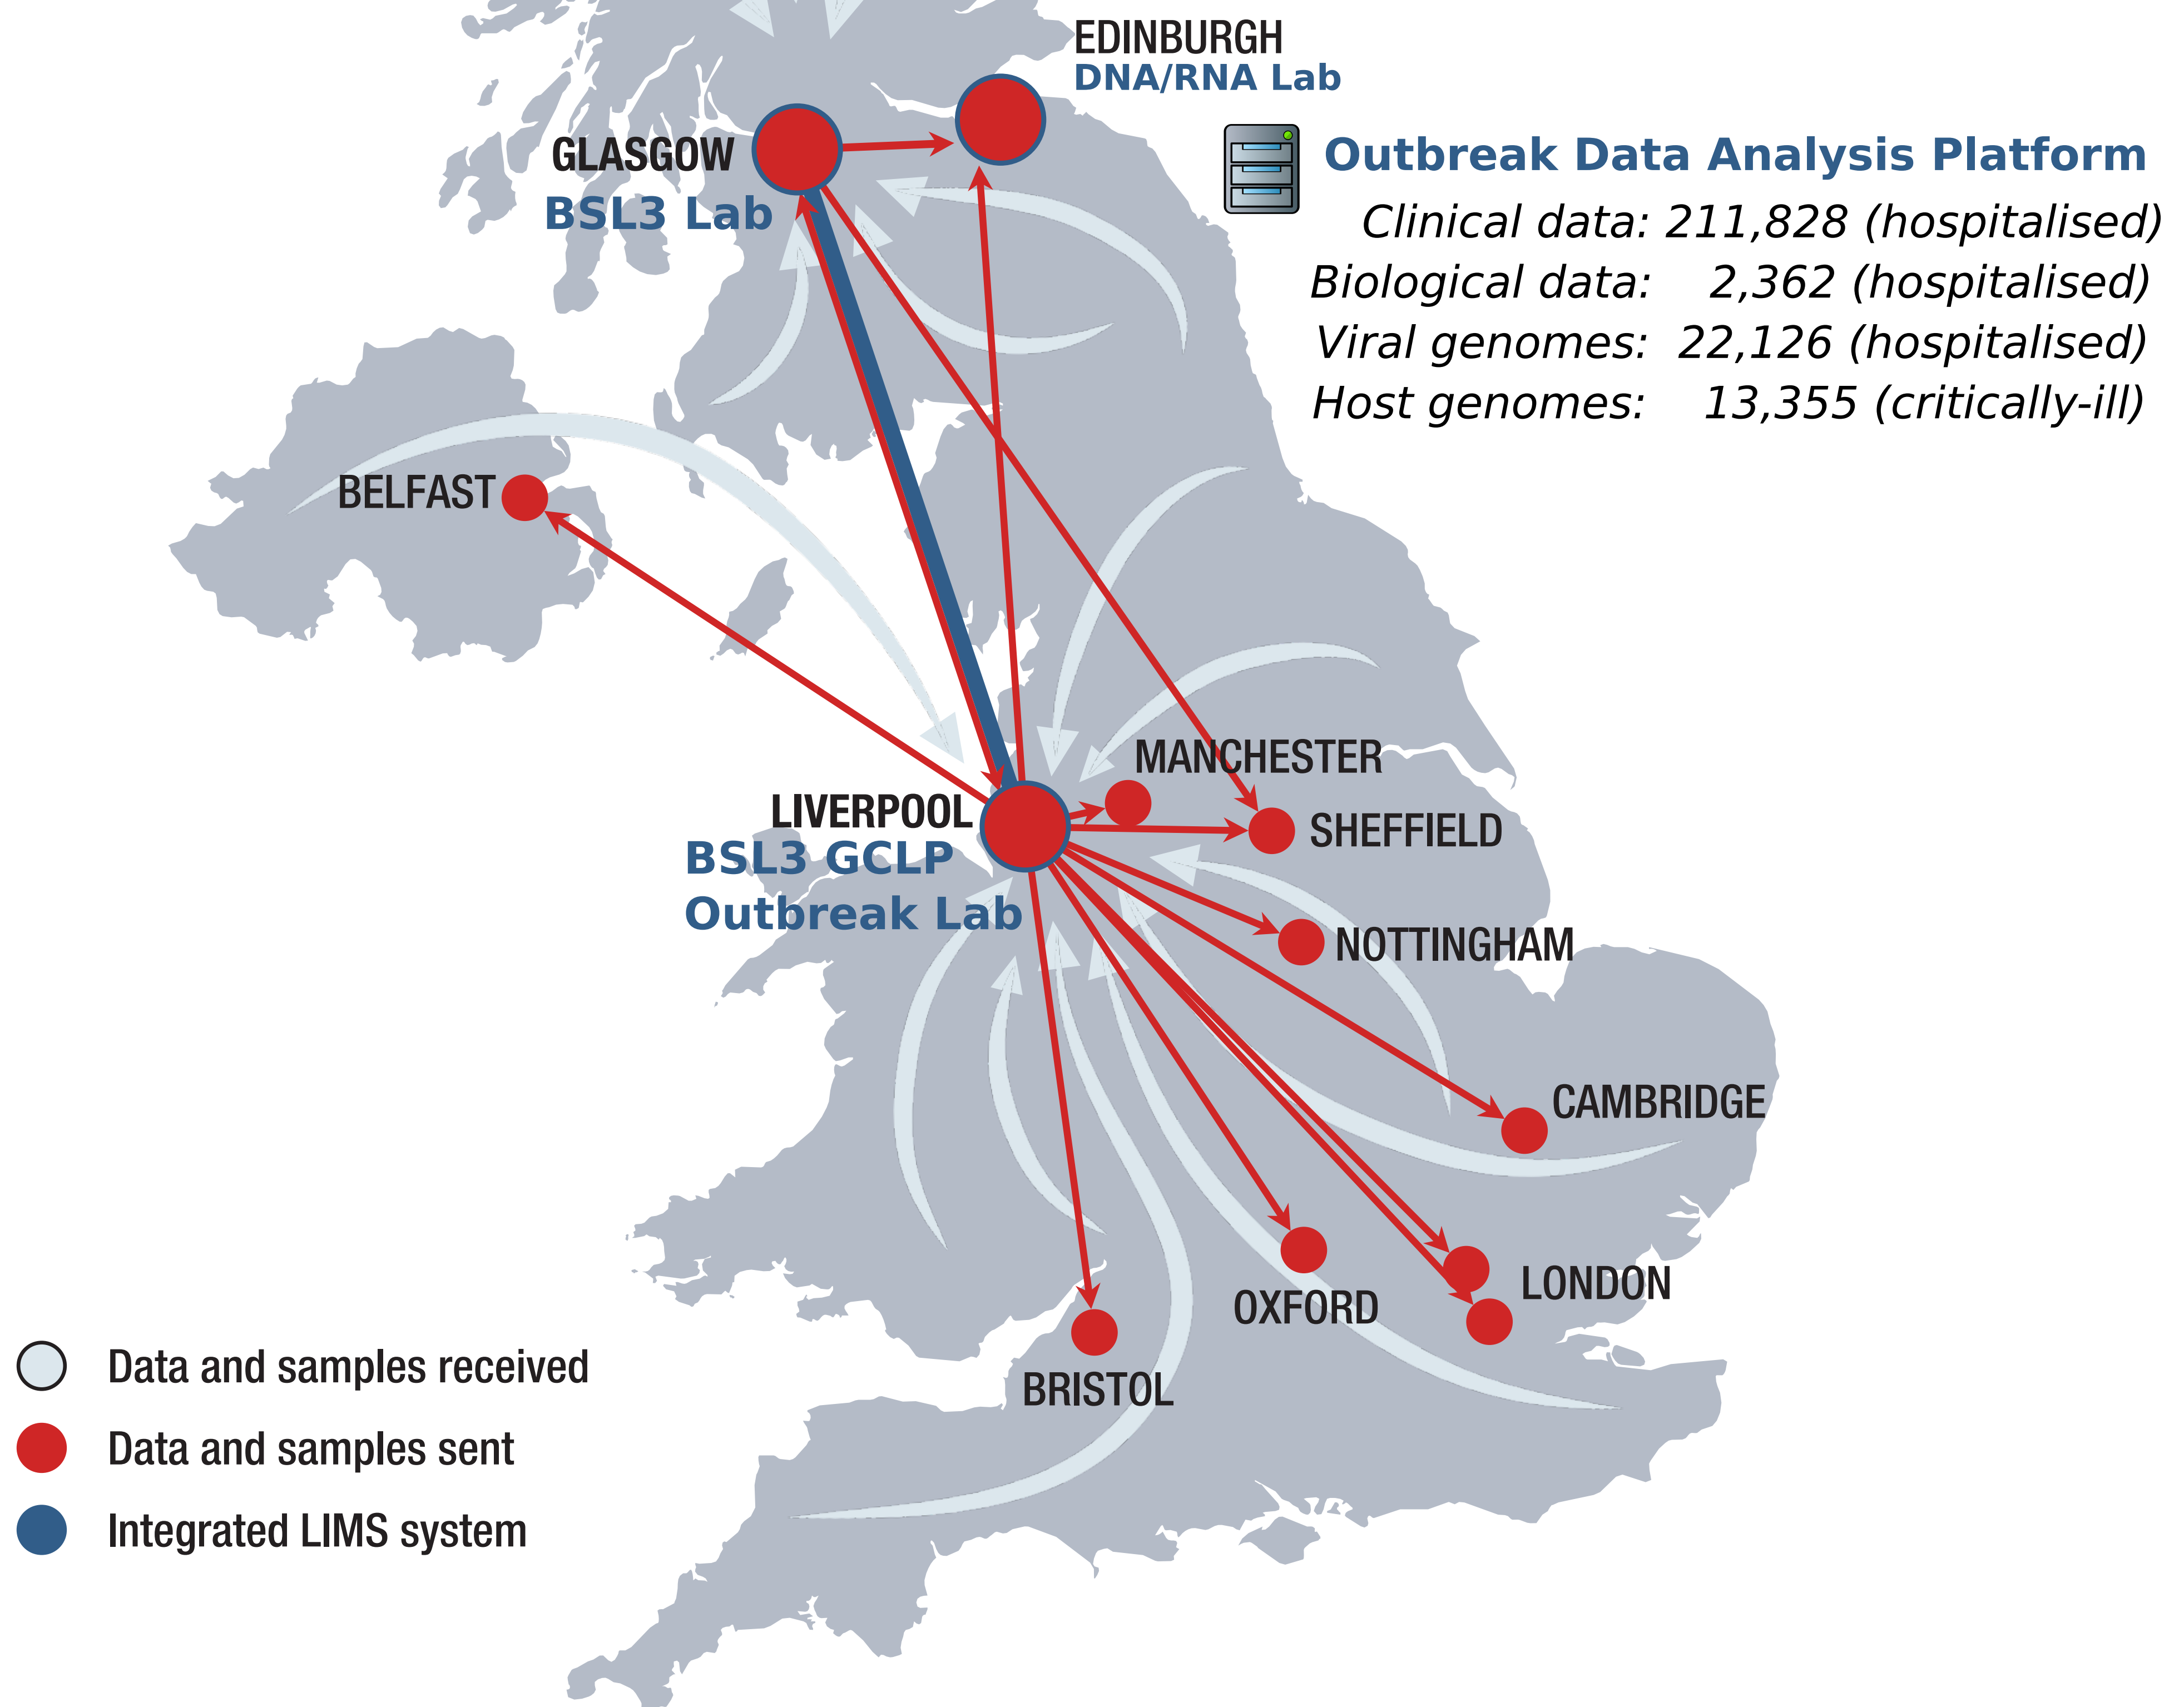 EDINBURGH
DNA/RNA Lab
GLASGOW
BSL3 Lab
Outbreak Data Analysis Platform
Clinical data: 211,828 (hospitalised)
Biological data: 2,362 (hospitalised)
Viral genomes: 22,126 (hospitalised)
Host genomes: 13,355 (critically-ill)
BELFAST
MANCHESTER
LIVERPOOL
BSL3 GCLP
Outbreak Lab
SHEFFIELD
NOTTINGHAM
CAMBRIDGE
LONDON
OXFORD
BRISTOL
Data and samples received
Data and samples sent
Integrated LIMS system